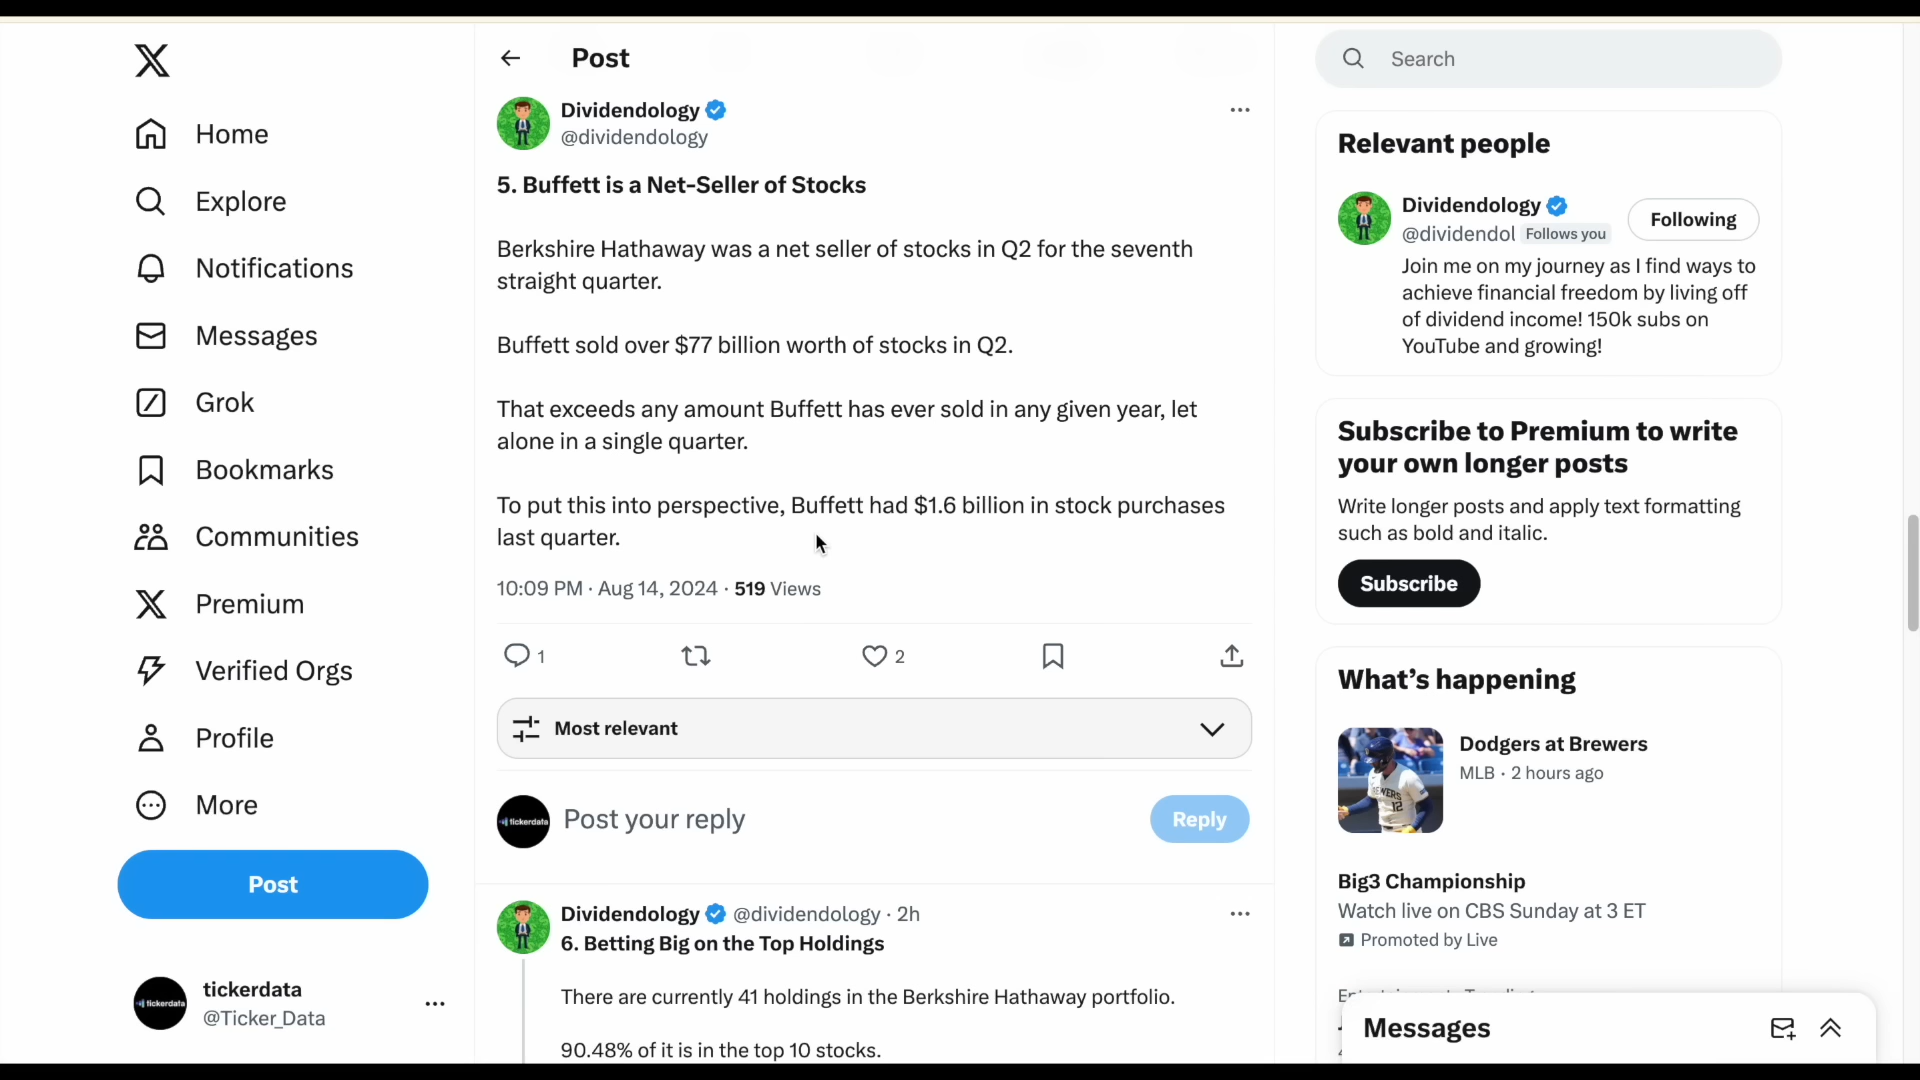 Home
Explore
Notifications
Messages
Grok
Bookmarks
Communities
Premium
Verified Orgs
Profile
More
Post
tickerdata
@Ticker_Data
Post
Dividendology
@dividendology
5. Buffett is a Net-Seller of Stocks
Berkshire Hathaway was a net seller of stocks in Q2 for the seventh
straight quarter.
Buffett sold over $77 billion worth of stocks in Q2.
That exceeds any amount Buffett has ever sold in any given year, let
alone in a single quarter.
To put this into perspective, Buffett had $1.6 billion in stock purchases
last quarter.
10:09 PM · Aug 14, 2024 · 519 Views
1
2
Most relevant
tickerdata
Post your reply
Reply
Dividendology @dividendology · 2h
6. Betting Big on the Top Holdings
There are currently 41 holdings in the Berkshire Hathaway portfolio.
90.48% of it is in the top 10 stocks.
Search
Relevant people
Dividendology
@dividendol Follows you
Following
Join me on my journey as I find ways to
achieve financial freedom by living off
of dividend income! 150k subs on
YouTube and growing!
Subscribe to Premium to write
your own longer posts
Write longer posts and apply text formatting
such as bold and italic.
Subscribe
What's happening
Dodgers at Brewers
MLB · 2 hours ago
Big3 Championship
Watch live on CBS Sunday at 3 ET
Promoted by Live
Messages